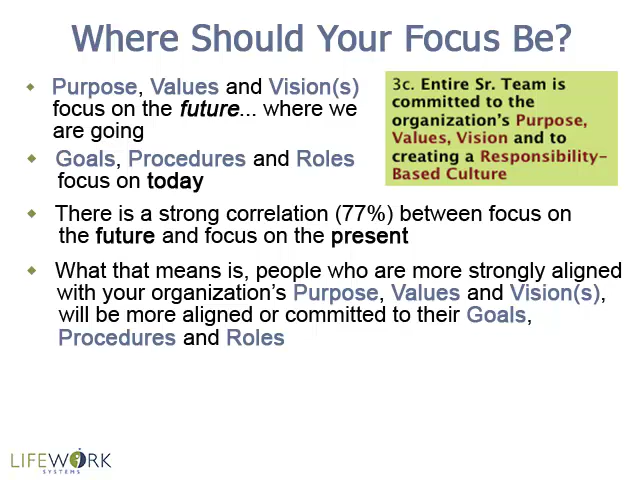 Where Should Your Focus Be?
Purpose, Values and Vision(s)
focus on the future... where we
are going
Goals, Procedures and Roles
focus on today
3c. Entire Sr. Team is
committed to the
organization's Purpose,
Values, Vision and to
creating a Responsibility-
Based Culture
There is a strong correlation (77%) between focus on
the future and focus on the present
What that means is, people who are more strongly aligned
with your organization's Purpose, Values and Vision(s),
will be more aligned or committed to their Goals,
Procedures and Roles
LIFEWORK
SYSTEMS